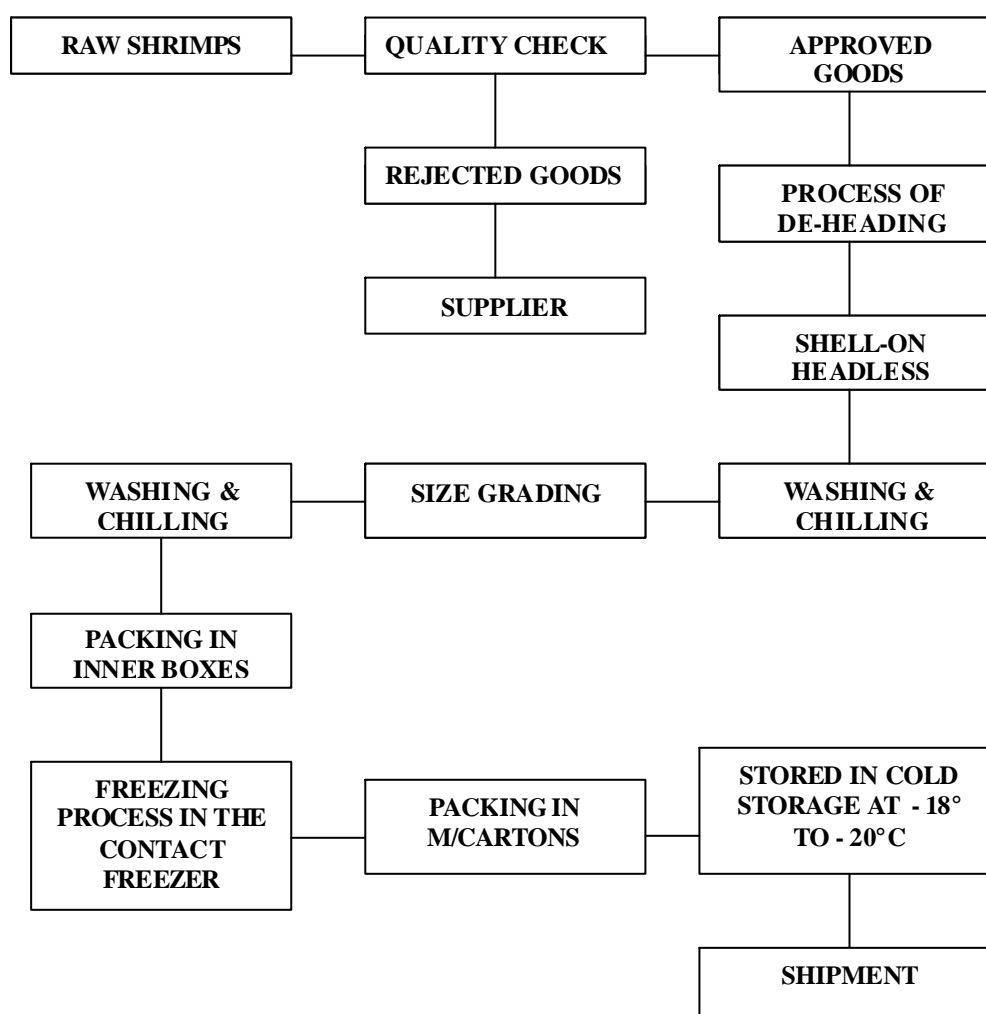 RAW SHRIMPS
QUALITY CHECK
APPROVED
GOODS
REJECTED GOODS
PROCESS OF
DE-HEADING
SUPPLIER
SHELL-ON
HEADLESS
WASHING &
CHILLING
SIZE GRADING
WASHING &
CHILLING
PACKING IN
INNER BOXES
FREEZING
PROCESS IN THE
CONTACT
FREEZER
PACKING IN
M/CARTONS
STORED IN COLD
STORAGE AT - 18°
TO - 20°C
SHIPMENT